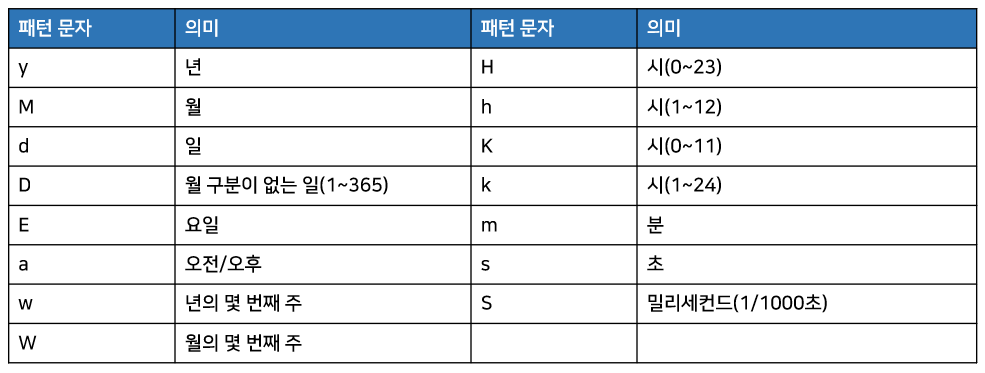 패턴 문자 의미 패턴 문자 의미
y 년 H 시(0~23)
M 월 h 시(1~12)
d 일 K 시(0~11)
D 월 구분이 없는 일(1~365) k 시(1~24)
E 요일 m 분
a 오전/오후 s 초
w 년의 몇 번째 주 S 밀리세컨드(1/1000초)
W 월의 몇 번째 주